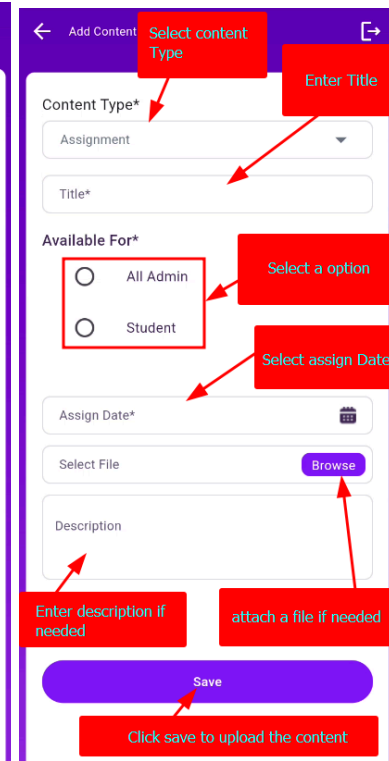 Add Content
Select content
Type
Enter Title
Content Type*
Assignment
Title*
Available For*
All Admin
Select a option
Student
Select assign Date
Assign Date*
Select File
Browse
Description
Enter description if
needed
attach a file if needed
Save
Click save to upload the content